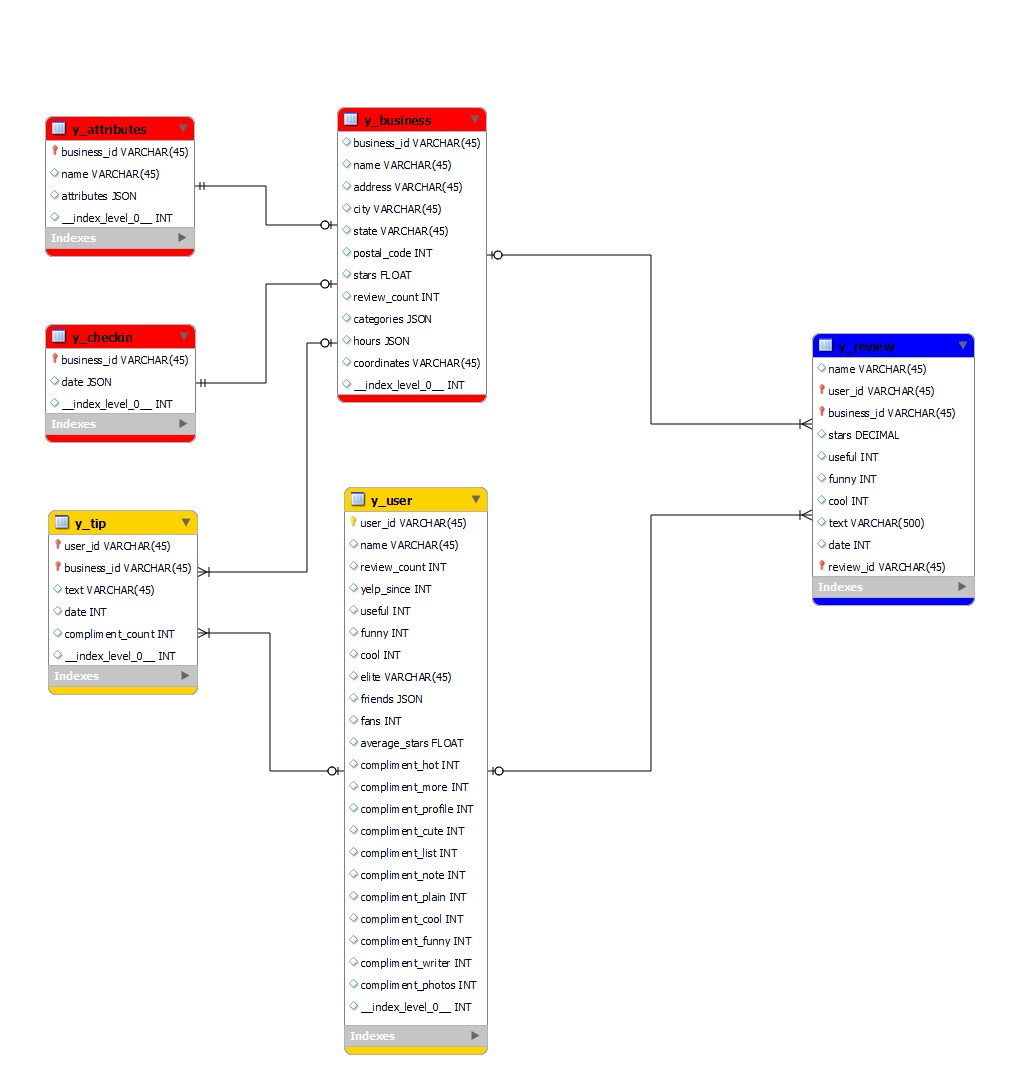 y_attributes
business_id VARCHAR(45)
name VARCHAR(45)
attributes JSON
__index_level_0__ INT
Indexes
y_business
business_id VARCHAR(45)
name VARCHAR(45)
address VARCHAR(45)
city VARCHAR(45)
state VARCHAR(45)
postal_code INT
stars FLOAT
review_count INT
categories JSON
hours JSON
coordinates VARCHAR(45)
__index_level_0__ INT
y_checkin
business_id VARCHAR(45)
date JSON
__index_level_0__ INT
Indexes
y_review
name VARCHAR(45)
user_id VARCHAR(45)
business_id VARCHAR(45)
stars DECIMAL
useful INT
funny INT
cool INT
text VARCHAR(500)
date INT
review_id VARCHAR(45)
Indexes
y_tip
user_id VARCHAR(45)
business_id VARCHAR(45)
text VARCHAR(45)
date INT
compliment_count INT
__index_level_0__ INT
Indexes
y_user
user_id VARCHAR(45)
name VARCHAR(45)
review_count INT
yelp_since INT
useful INT
funny INT
cool INT
elite VARCHAR(45)
friends JSON
fans INT
average_stars FLOAT
compliment_hot INT
compliment_more INT
compliment_profile INT
compliment_cute INT
compliment_list INT
compliment_note INT
compliment_plain INT
compliment_cool INT
compliment_funny INT
compliment_writer INT
compliment_photos INT
__index_level_0__ INT
Indexes